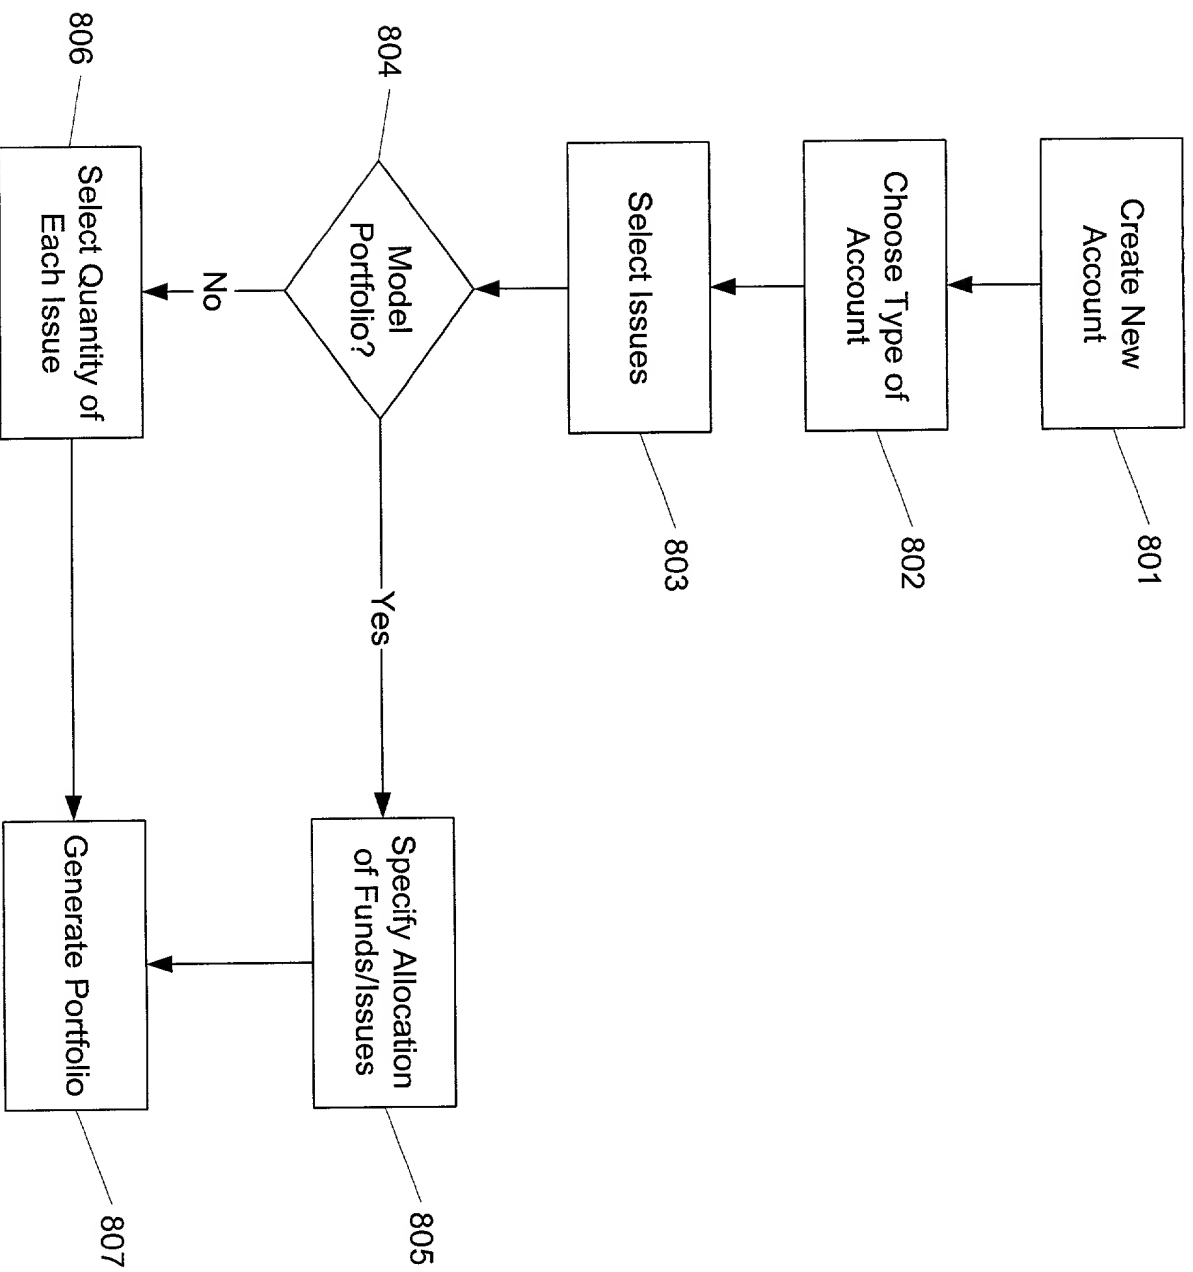 Create New
Account
801
Choose Type of
Account
802
Select Issues
803
804
Model
Portfolio?
Yes
No
Specify Allocation
of Funds/Issues
805
806
Select Quantity of
Each Issue
Generate Portfolio
807